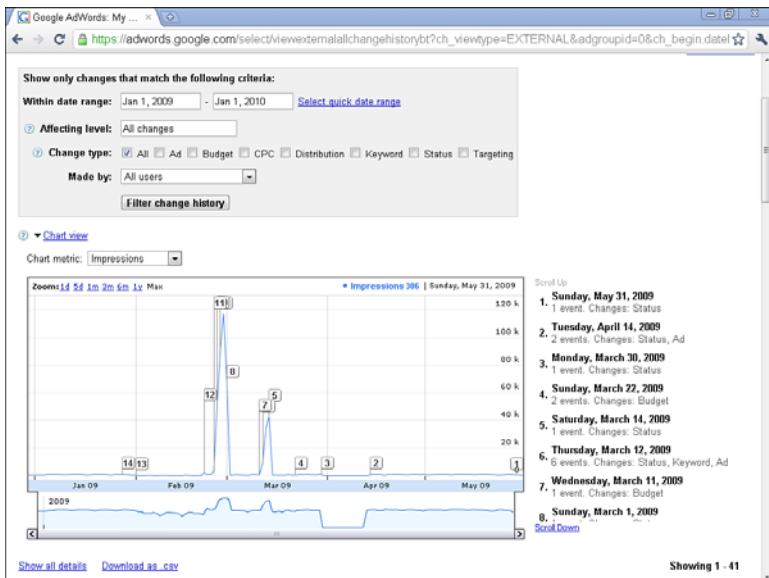 Google AdWords: My ...
https://adwords.google.com/select/viewexternalallchangehistorybt?ch_viewtype=EXTERNAL&adgroupid=0&ch_begin.datel
Show only changes that match the following criteria:
Within date range: Jan 1, 2009 - Jan 1, 2010 Select quick date range
Affecting level: All changes
Change type: All Ad Budget CPC Distribution Keyword Status Targeting
Made by: All users
Filter change history
Chart view
Chart metric: Impressions
Zoom: 1d 5d 1m 3m 6m 1y Max
Impressions 386 | Sunday, May 31, 2009
120 k
100 k
80 k
60 k
40 k
20 k
0
11
8
12
5
7
14 13 4 3 2 1
Jan 09 Feb 09 Mar 09 Apr 09 May 09
2009
Scroll Up
1. Sunday, May 31, 2009
1 event. Changes: Status
2. Tuesday, April 14, 2009
2 events. Changes: Status, Ad
3. Monday, March 30, 2009
1 event. Changes: Status
4. Sunday, March 22, 2009
2 events. Changes: Budget
5. Saturday, March 14, 2009
1 event. Changes: Status
6. Thursday, March 12, 2009
6 events. Changes: Status, Keyword, Ad
7. Wednesday, March 11, 2009
1 event. Changes: Budget
8. Sunday, March 1, 2009
Scroll Down
Show all details Download as .csv
Showing 1 - 41